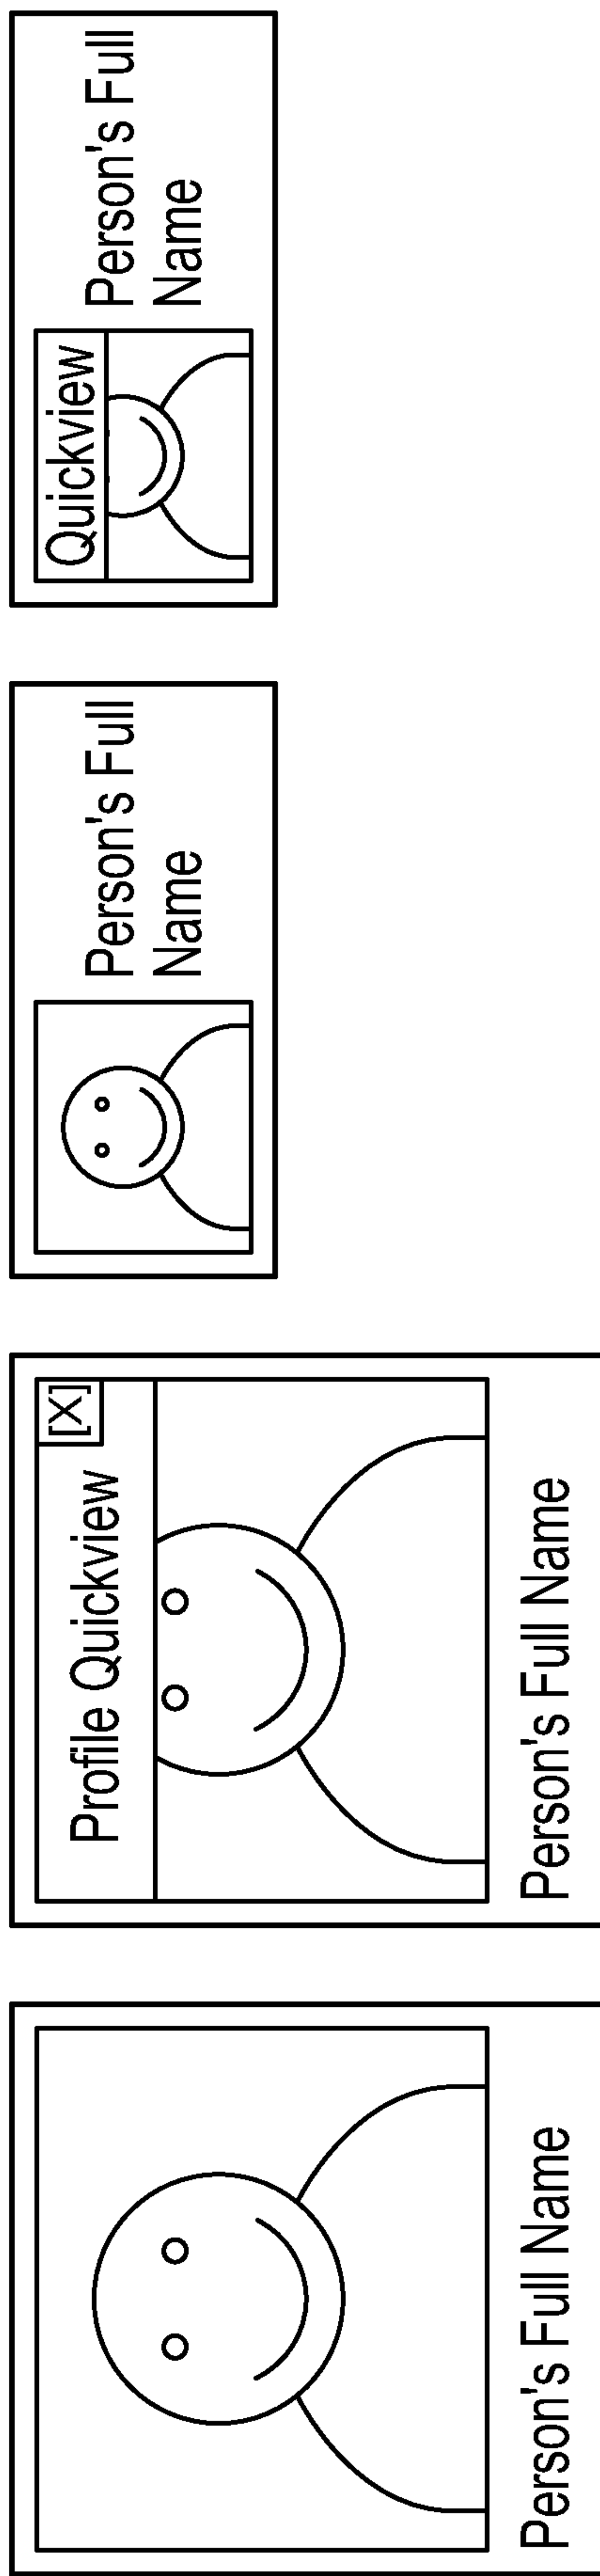 Person's Full Name
Profile Quickview
[X]
Person's Full Name
Person's Full
Name
Quickview
Person's Full
Name